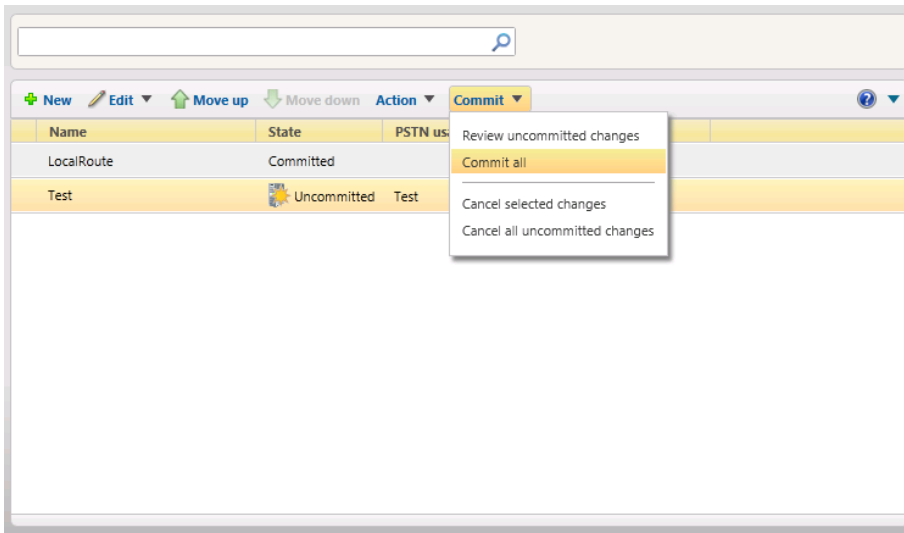 New Edit Move up Move down Action Commit
Name State PSTN us
LocalRoute Committed
Test Uncommitted Test
Review uncommitted changes
Commit all
Cancel selected changes
Cancel all uncommitted changes